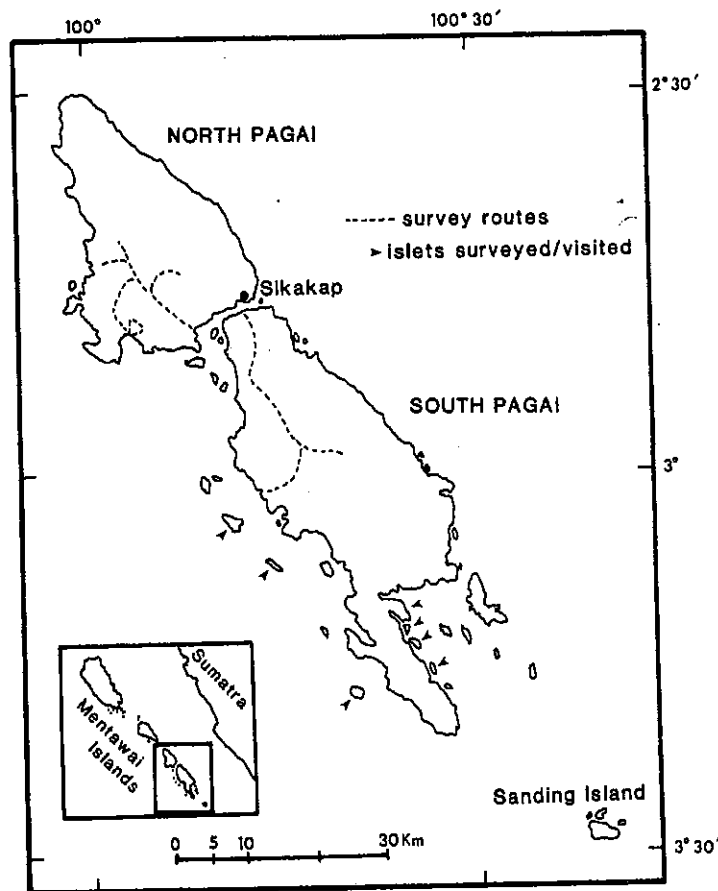 100°
100° 30′
2° 30′
NORTH PAGAI
survey routes
islets surveyed/visited
Sikakap
SOUTH PAGAI
3°
Sumatra
Mentawai
Islands
Sanding Island
0 5 10 30 Km
3° 30′